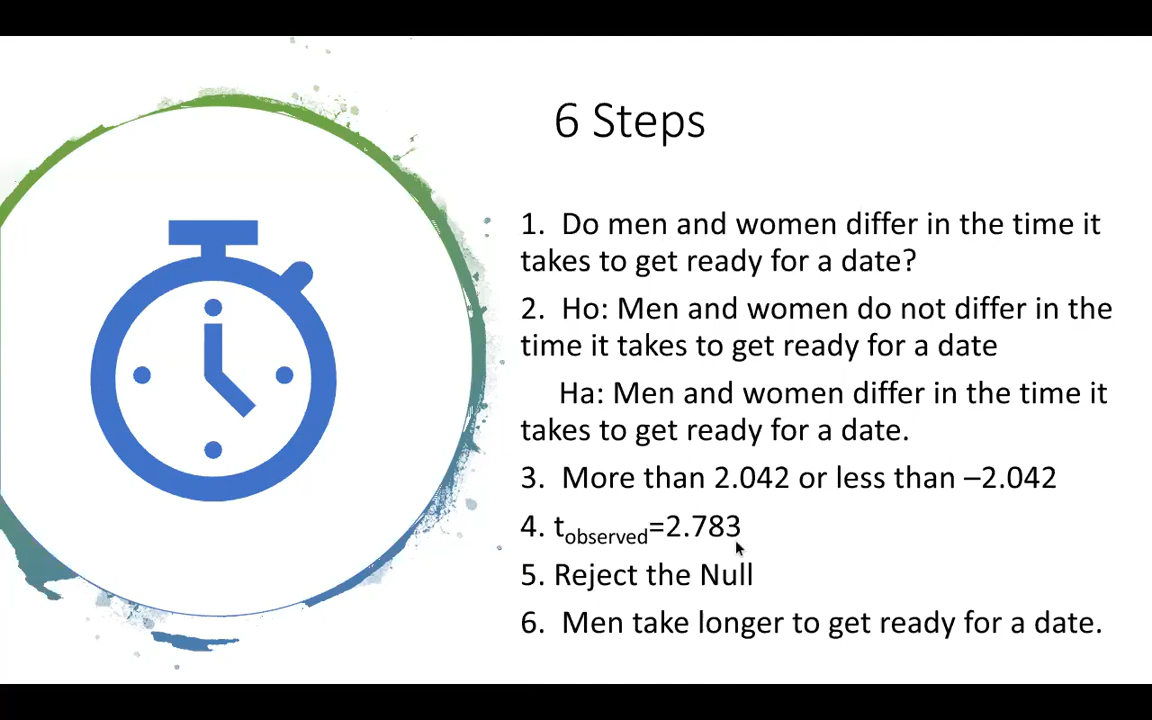 6 Steps
1. Do men and women differ in the time it
takes to get ready for a date?
2. Ho: Men and women do not differ in the
time it takes to get ready for a date
Ha: Men and women differ in the time it
takes to get ready for a date.
3. More than 2.042 or less than –2.042
4. tobserved=2.783
5. Reject the Null
6. Men take longer to get ready for a date.